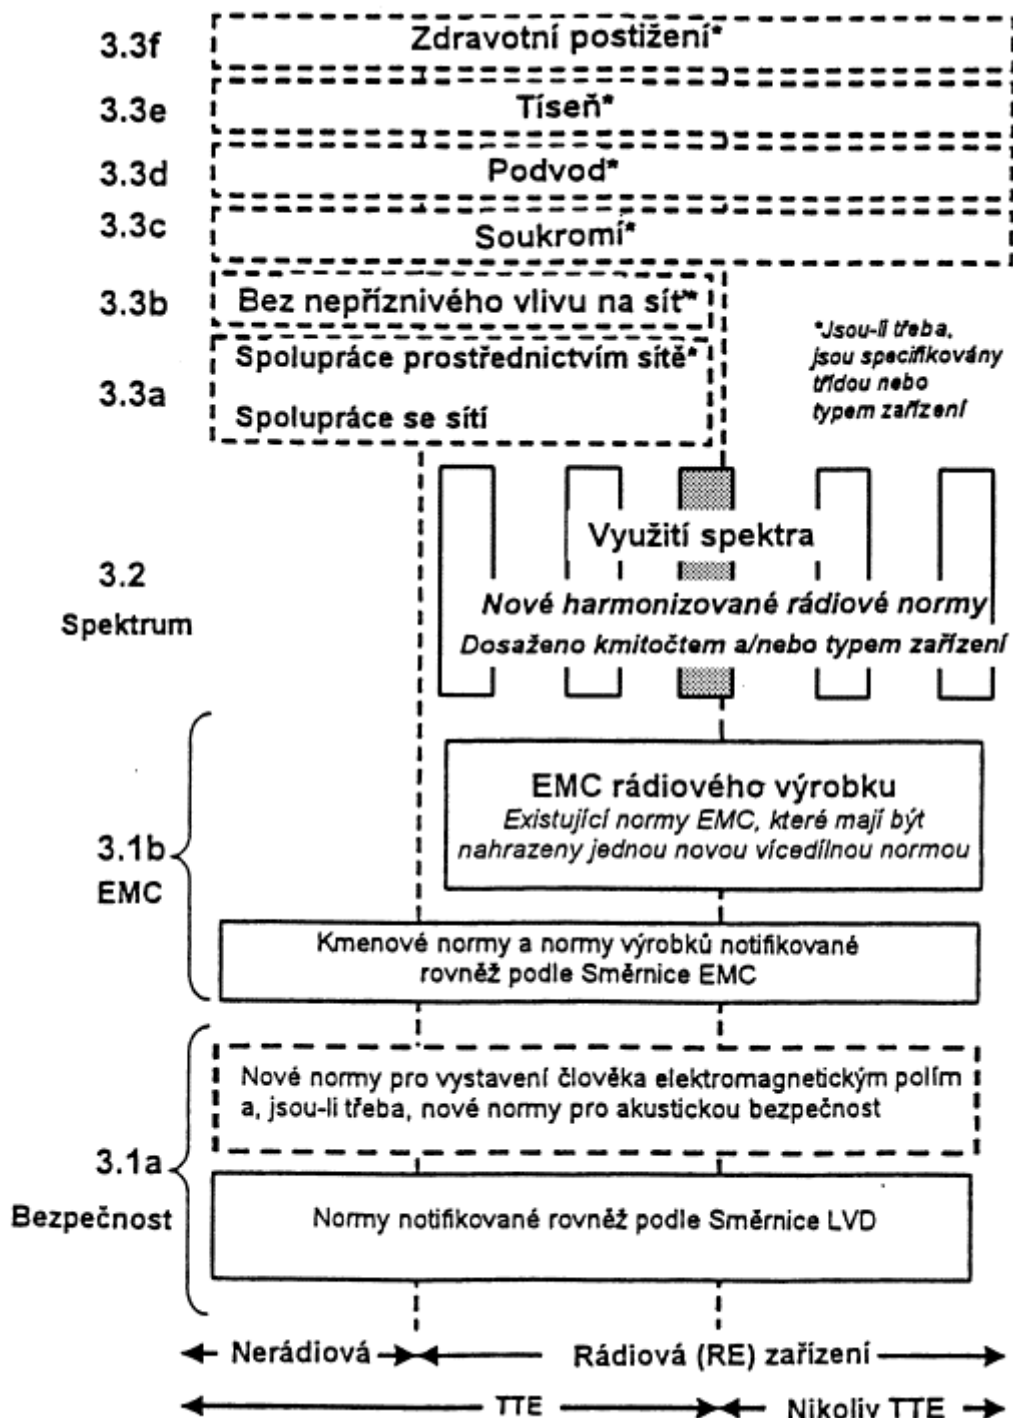 3.3f Zdravotní postižení*
3.3e Tíseň*
3.3d Podvod*
3.3c Soukromí*
3.3b Bez nepříznivého vlivu na síť*
3.3a Spolupráce prostřednictvím sítě*
Spolupráce se sítí
*Jsou-li třeba,
jsou specifikovány
třídou nebo
typem zařízení
3.2
Spektrum
Využití spektra
Nové harmonizované rádiové normy
Dosaženo kmitočtem a/nebo typem zařízení
3.1b
EMC
EMC rádiového výrobku
Existující normy EMC, které mají být
nahrazeny jednou novou vícedílnou normou
Kmenové normy a normy výrobků notifikované
rovněž podle Směrnice EMC
3.1a
Bezpečnost
Nové normy pro vystavení člověka elektromagnetickým polím
a, jsou-li třeba, nové normy pro akustickou bezpečnost
Normy notifikované rovněž podle Směrnice LVD
Nerádiová Rádiová (RE) zařízení
TTE Nikoliv TTE